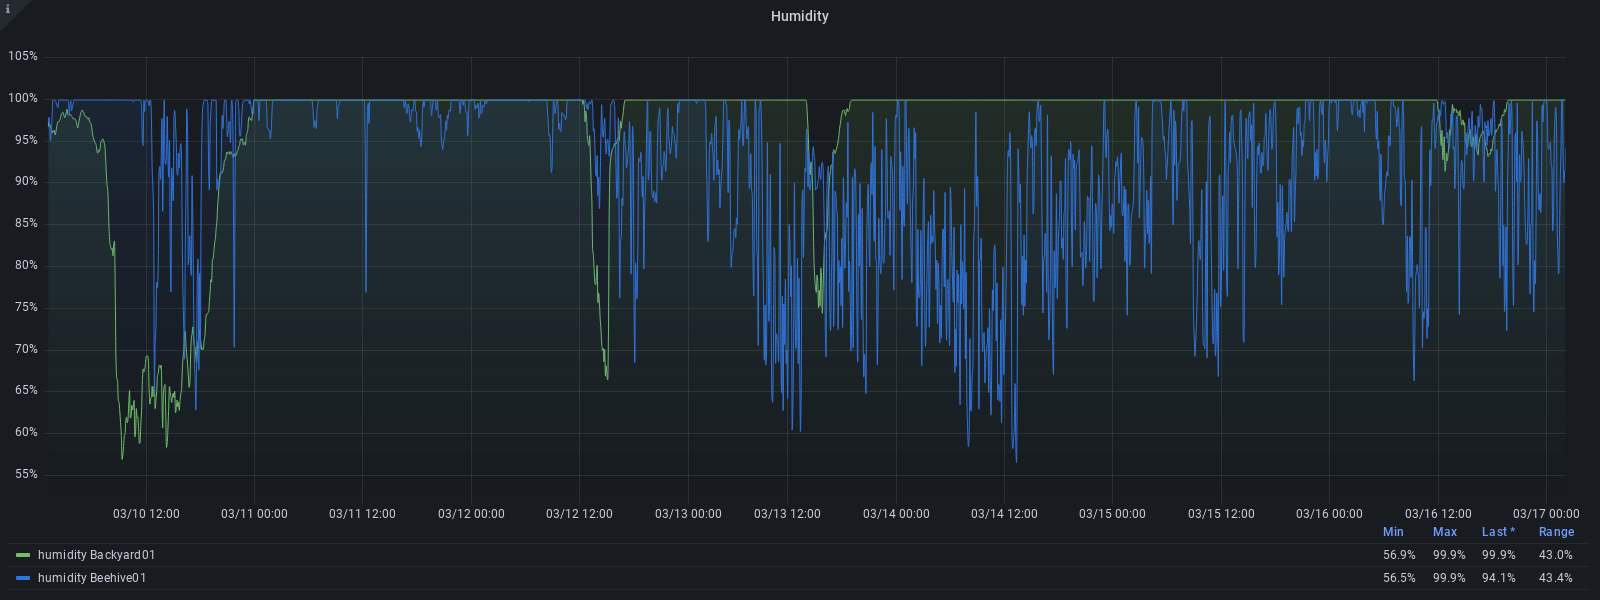 i
Humidity
105%
100%
95%
90%
85%
80%
75%
70%
65%
60%
55%
03/10 12:00 03/11 00:00 03/11 12:00 03/12 00:00 03/12 12:00 03/13 00:00 03/13 12:00 03/14 00:00 03/14 12:00 03/15 00:00 03/15 12:00 03/16 00:00 03/16 12:00 03/17 00:00
Min Max Last * Range
humidity Backyard01 56.9% 99.9% 99.9% 43.0%
humidity Beehive01 56.5% 99.9% 94.1% 43.4%